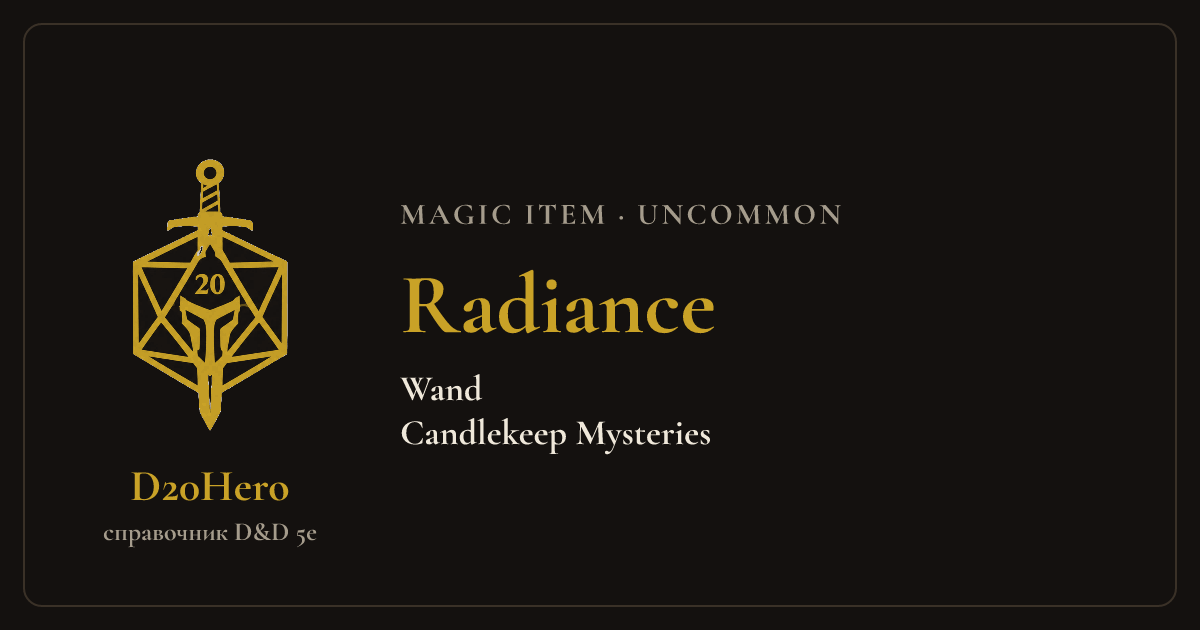 20
D20Hero
справочник D&D 5e
MAGIC ITEM · UNCOMMON
Radiance
Wand
Candlekeep Mysteries